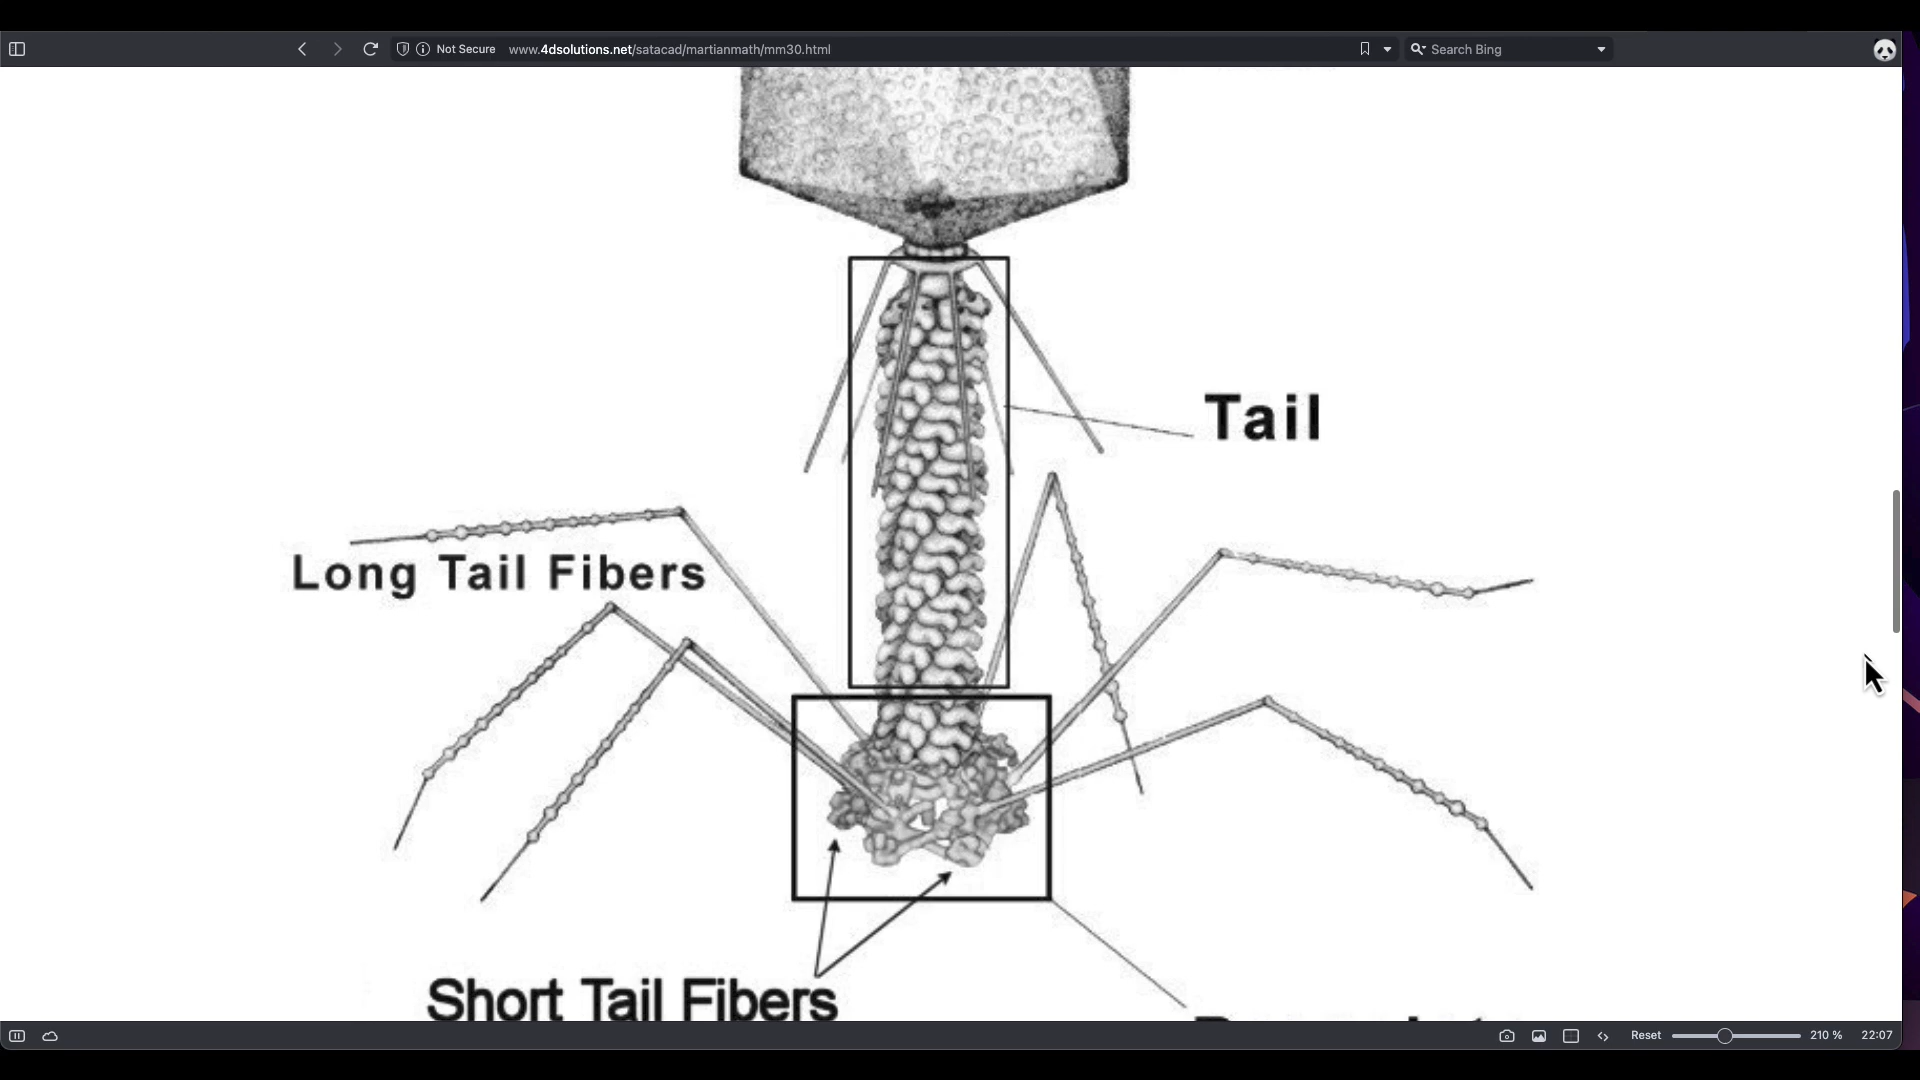 Not Secure www.4dsolutions.net/satacad/martianmath/mm30.html Search Bing
Tail
Long Tail Fibers
Short Tail Fibers
Reset 210 % 22:07